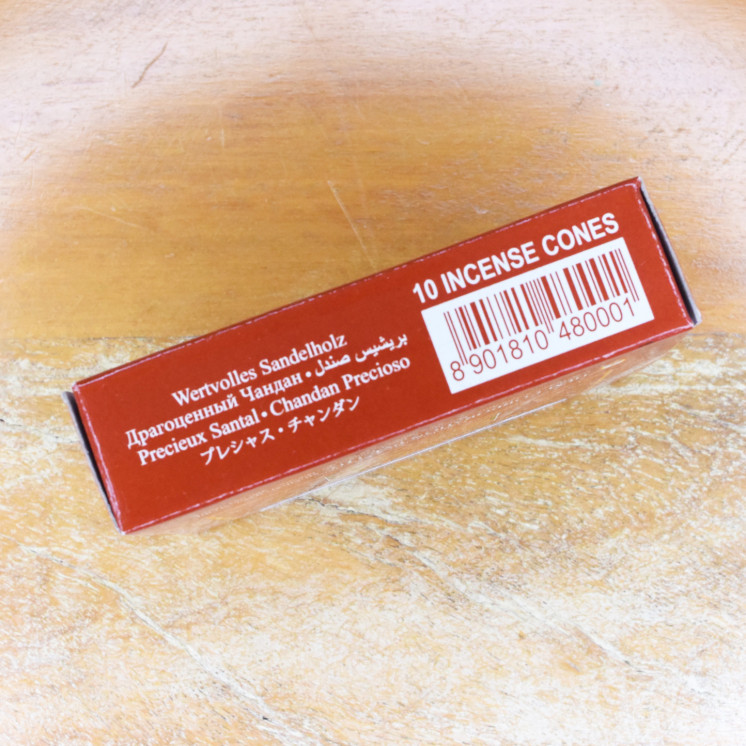 Wertvolles Sandelholz
Драгоценный Чандан • بريشيس صندل
Precieux Santal • Chandan Precioso
プレシャス・チャンダン
10 INCENSE CONES
8 901810 480001